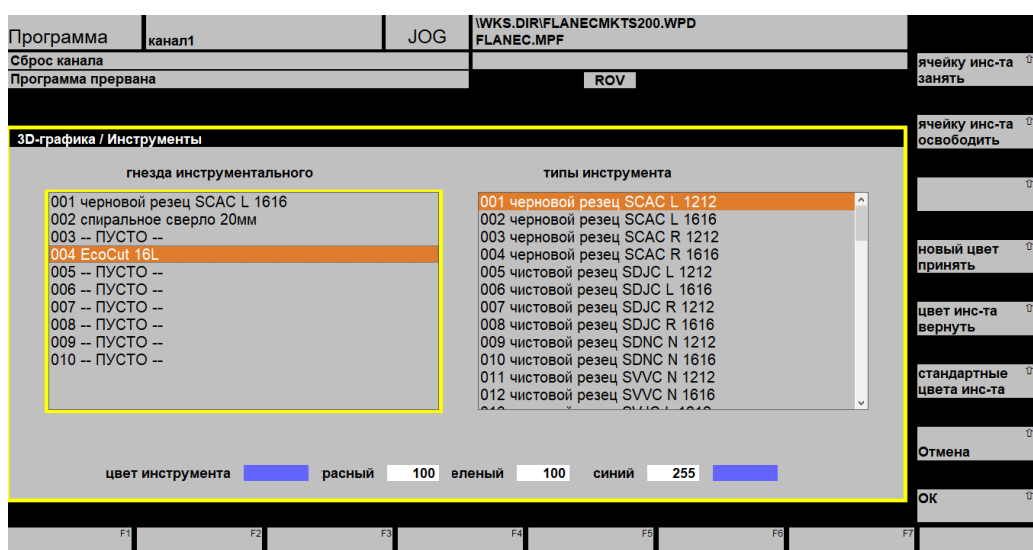 Программа
канал1
JOG
\WKS.DIR\FLANECMKTS200.WPD
FLANEC.MPF
Сброс канала
Программа прервана
ROV
ячейку инс-та
занять
ячейку инс-та
освободить
новый цвет
принять
цвет инс-та
вернуть
стандартные
цвета инс-та
Отмена
OK
3D-графика / Инструменты
гнезда инструментального
001 черновой резец SCAC L 1616
002 спиральное сверло 20мм
003 -- ПУСТО --
004 EcoCut 16L
005 -- ПУСТО --
006 -- ПУСТО --
007 -- ПУСТО --
008 -- ПУСТО --
009 -- ПУСТО --
010 -- ПУСТО --
типы инструмента
001 черновой резец SCAC L 1212
002 черновой резец SCAC L 1616
003 черновой резец SCAC R 1212
004 черновой резец SCAC R 1616
005 чистовой резец SDJC L 1212
006 чистовой резец SDJC L 1616
007 чистовой резец SDJC R 1212
008 чистовой резец SDJC R 1616
009 чистовой резец SDNC N 1212
010 чистовой резец SDNC N 1616
011 чистовой резец SVVC N 1212
012 чистовой резец SVVC N 1616
цвет инструмента расный 100 еленый 100 синий 255
F1 F2 F3 F4 F5 F6 F7